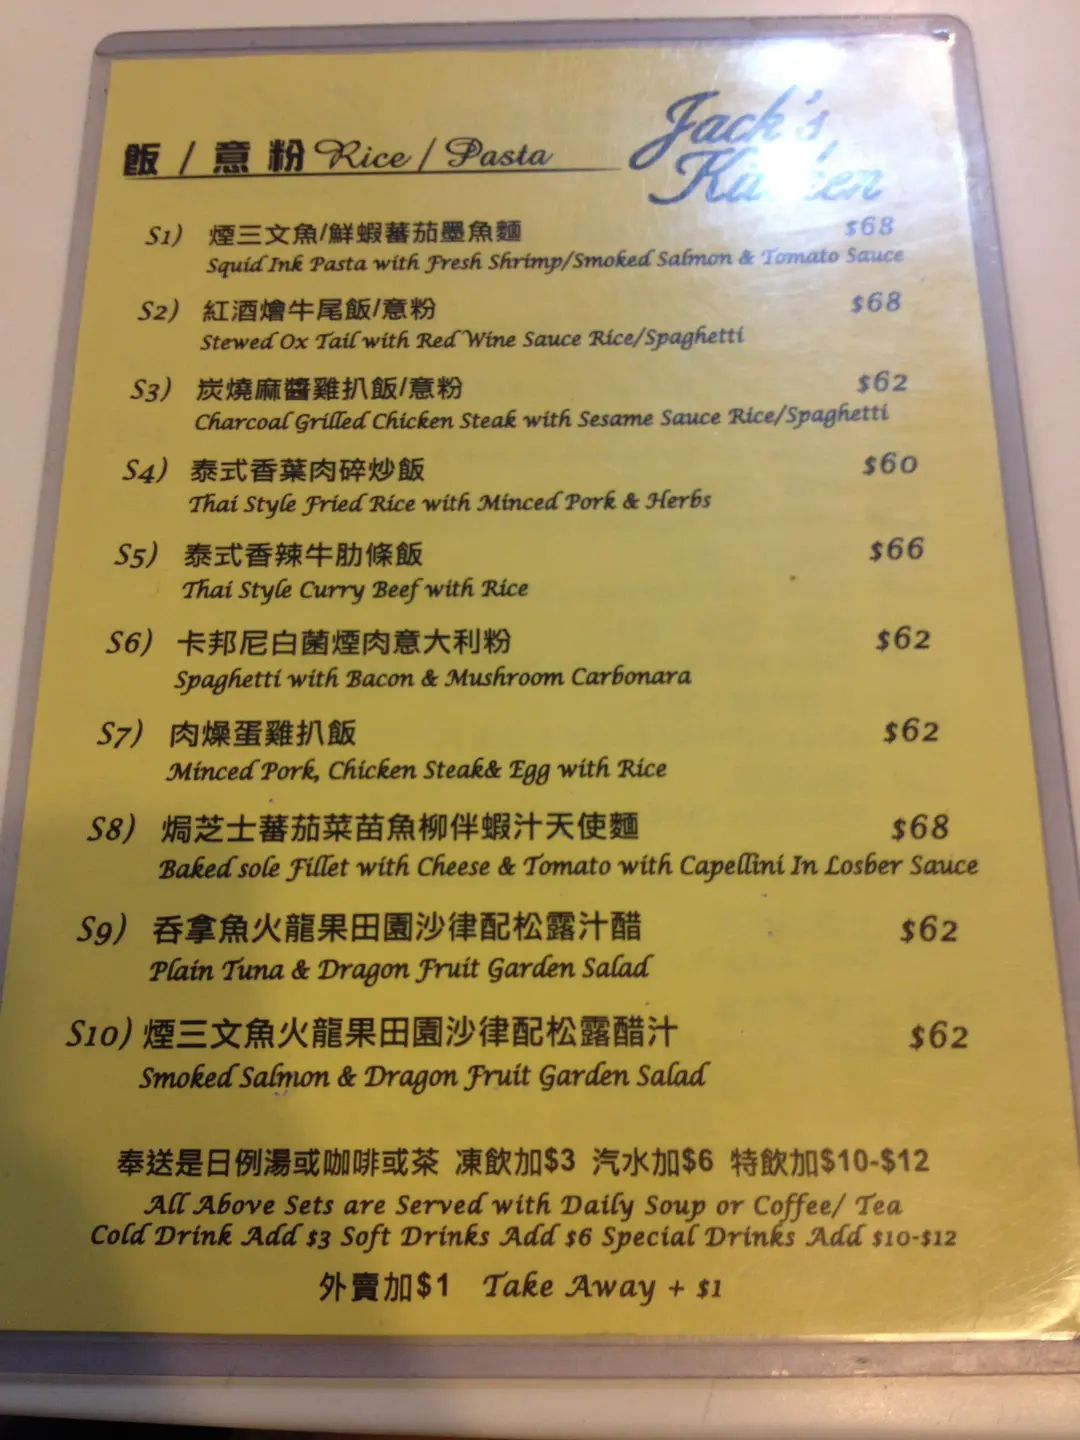 Jack's
Kitchen
飯 / 意粉 Rice / Pasta
S1) 煙三文魚/鮮蝦蕃茄墨魚麵 $68
Squid Ink Pasta with Fresh Shrimp/Smoked Salmon & Tomato Sauce
S2) 紅酒燴牛尾飯/意粉 $68
Stewed Ox Tail with Red Wine Sauce Rice/Spaghetti
S3) 炭燒麻醬雞扒飯/意粉 $62
Charcoal Grilled Chicken Steak with Sesame Sauce Rice/Spaghetti
S4) 泰式香葉肉碎炒飯 $60
Thai Style Fried Rice with Minced Pork & Herbs
S5) 泰式香辣牛肋條飯 $66
Thai Style Curry Beef with Rice
S6) 卡邦尼白菌煙肉意大利粉 $62
Spaghetti with Bacon & Mushroom Carbonara
S7) 肉燥蛋雞扒飯 $62
Minced Pork, Chicken Steak& Egg with Rice
S8) 焗芝士蕃茄菜苗魚柳伴蝦汁天使麵 $68
Baked sole Fillet with Cheese & Tomato with Capellini In Losber Sauce
S9) 吞拿魚火龍果田園沙律配松露汁醋 $62
Plain Tuna & Dragon Fruit Garden Salad
S10) 煙三文魚火龍果田園沙律配松露醋汁 $62
Smoked Salmon & Dragon Fruit Garden Salad
奉送是日例湯或咖啡或茶 凍飲加$3 汽水加$6 特飲加$10-$12
All Above Sets are Served with Daily Soup or Coffee/ Tea
Cold Drink Add $3 Soft Drinks Add $6 Special Drinks Add $10-$12
外賣加$1 Take Away + $1